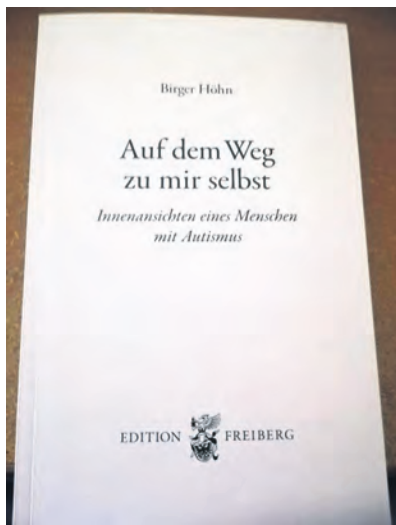 Birger Höhn
Auf dem Weg
zu mir selbst
Innenansichten eines Menschen
mit Autismus
EDITION FREIBERG